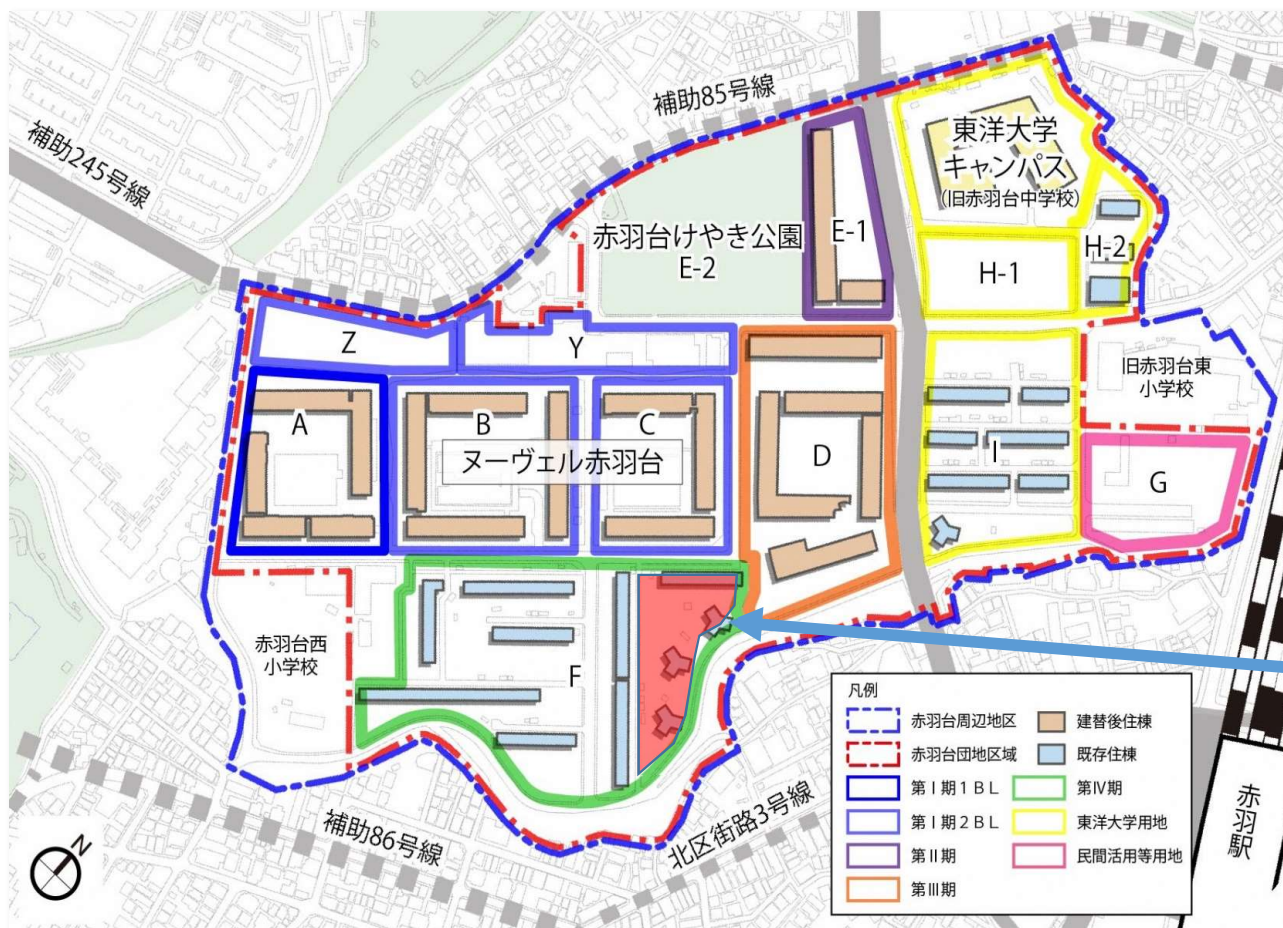 補助85号線
補助245号線
東洋大学
キャンパス
(旧赤羽台中学校)
赤羽台けやき公園
E-2
E-1
H-1
H-2
Z
Y
旧赤羽台東
小学校
A
B
C
ヌーヴェル赤羽台
D
I
G
赤羽台西
小学校
F
補助86号線
北区街路3号線
赤羽駅
N
凡例
赤羽台周辺地区
建替後住棟
赤羽台団地区域
既存住棟
第Ⅰ期1BL
第Ⅳ期
第Ⅰ期2BL
東洋大学用地
第Ⅱ期
民間活用等用地
第Ⅲ期